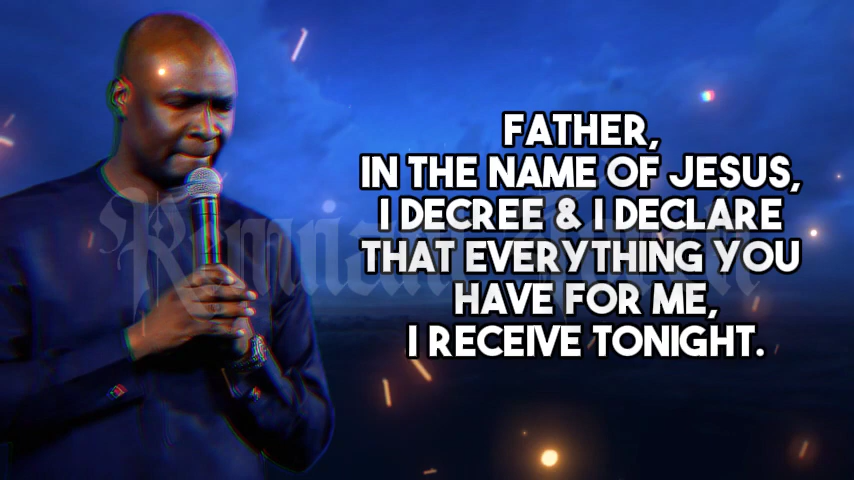 FATHER,
IN THE NAME OF JESUS,
I DECREE & I DECLARE
THAT EVERYTHING YOU
HAVE FOR ME,
I RECEIVE TONIGHT.